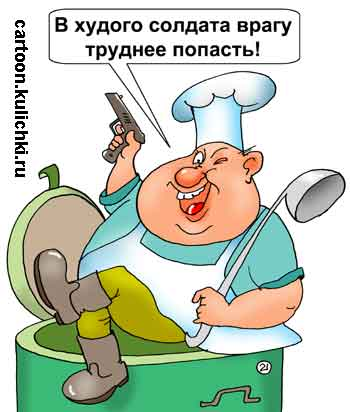 В худого солдата врагу
труднее попасть!
cartoon.kulichki.ru